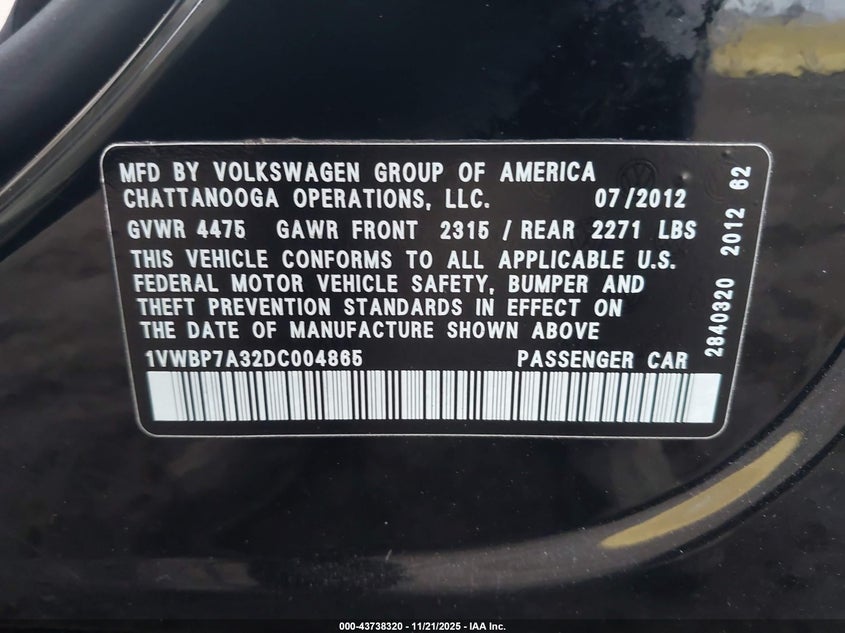 MFD BY VOLKSWAGEN GROUP OF AMERICA
CHATTANOOGA OPERATIONS, LLC. 07/2012
GVWR 4475 GAWR FRONT 2315 / REAR 2271 LBS
THIS VEHICLE CONFORMS TO ALL APPLICABLE U.S.
FEDERAL MOTOR VEHICLE SAFETY, BUMPER AND
THEFT PREVENTION STANDARDS IN EFFECT ON
THE DATE OF MANUFACTURE SHOWN ABOVE
1VWBP7A32DC004865 PASSENGER CAR
2840320 2012 62
000-43738320 - 11/21/2025 - IAA Inc.